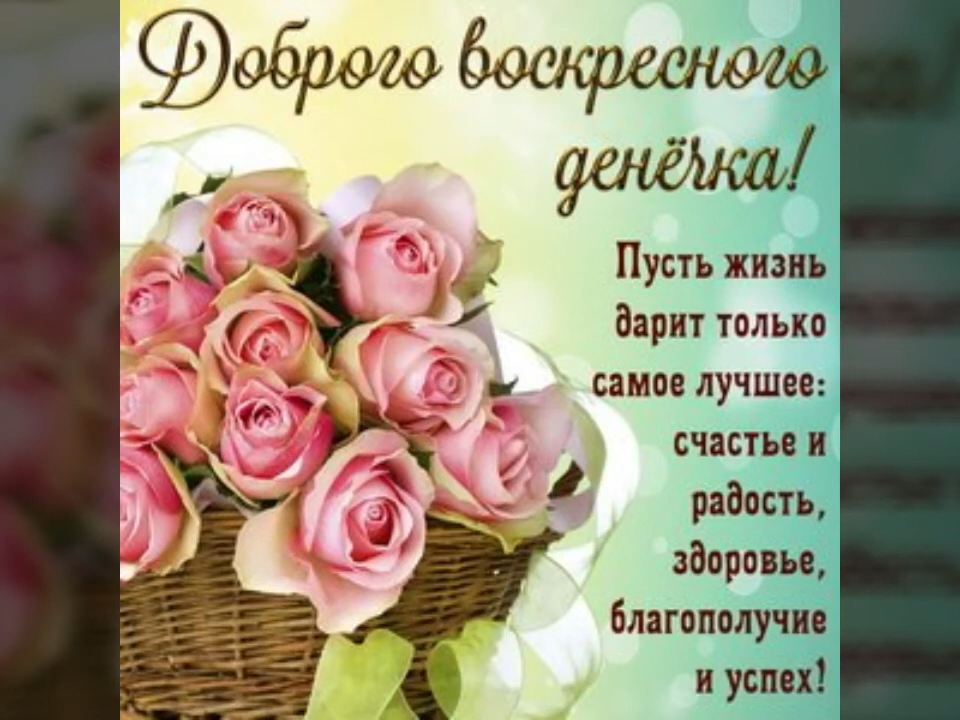 Доброго воскресного
денёчка!
Пусть жизнь
дарит только
самое лучшее:
счастье и
радость,
здоровье,
благополучие
и успех!